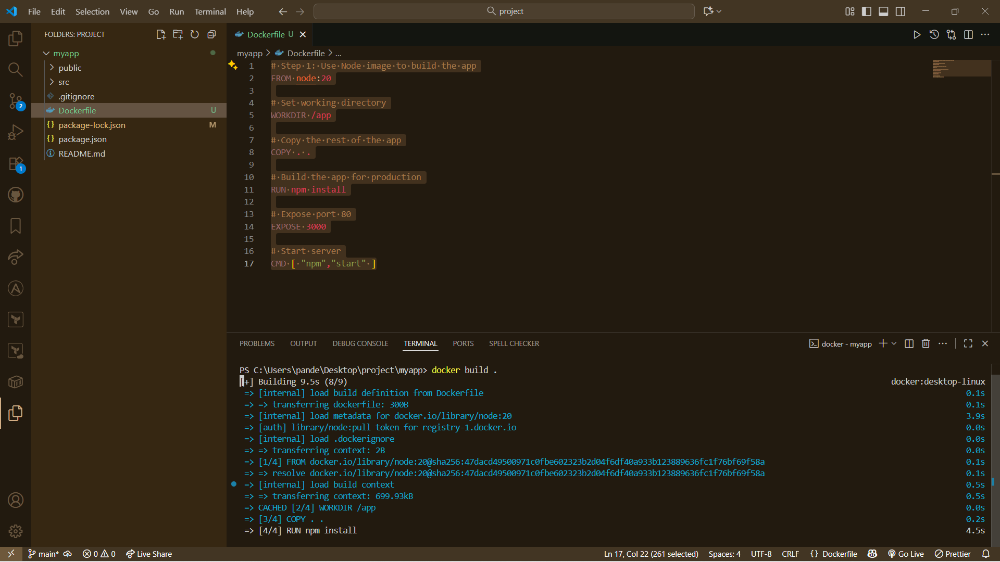 File Edit Selection View Go Run Terminal Help
project
FOLDERS: PROJECT
myapp
public
src
.gitignore
Dockerfile U
package-lock.json M
package.json
README.md
2
1
Dockerfile U
myapp > Dockerfile > ...
1 # Step 1: Use Node image to build the app
2 FROM node:20
3
4 # Set working directory
5 WORKDIR /app
6
7 # Copy the rest of the app
8 COPY . .
9
10 # Build the app for production
11 RUN npm install
12
13 # Expose port 80
14 EXPOSE 3000
15
16 # Start server
17 CMD [ "npm","start" ]
PROBLEMS OUTPUT DEBUG CONSOLE TERMINAL PORTS SPELL CHECKER
docker - myapp
PS C:\Users\pande\Desktop\project\myapp> docker build .
[+] Building 9.5s (8/9) docker:desktop-linux
=> [internal] load build definition from Dockerfile 0.1s
=> => transferring dockerfile: 300B 0.1s
=> [internal] load metadata for docker.io/library/node:20 3.9s
=> [auth] library/node:pull token for registry-1.docker.io 0.0s
=> [internal] load .dockerignore 0.0s
=> => transferring context: 2B 0.0s
=> [1/4] FROM docker.io/library/node:20@sha256:47dacd49500971c0fbe602323b2d04f6df40a933b123889636fc1f76bf69f58a 0.1s
=> => resolve docker.io/library/node:20@sha256:47dacd49500971c0fbe602323b2d04f6df40a933b123889636fc1f76bf69f58a 0.1s
=> [internal] load build context 0.5s
=> => transferring context: 699.93kB 0.5s
=> CACHED [2/4] WORKDIR /app 0.0s
=> [3/4] COPY . . 0.2s
=> [4/4] RUN npm install 4.5s
main* 0 0 Live Share
Ln 17, Col 22 (261 selected) Spaces: 4 UTF-8 CRLF {} Dockerfile Go Live Prettier